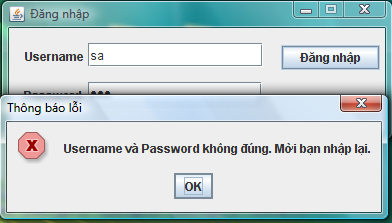 Đăng nhập
Username sa Đăng nhập
Password •••
Thông báo lỗi
Username và Password không đúng. Mời bạn nhập lại.
OK